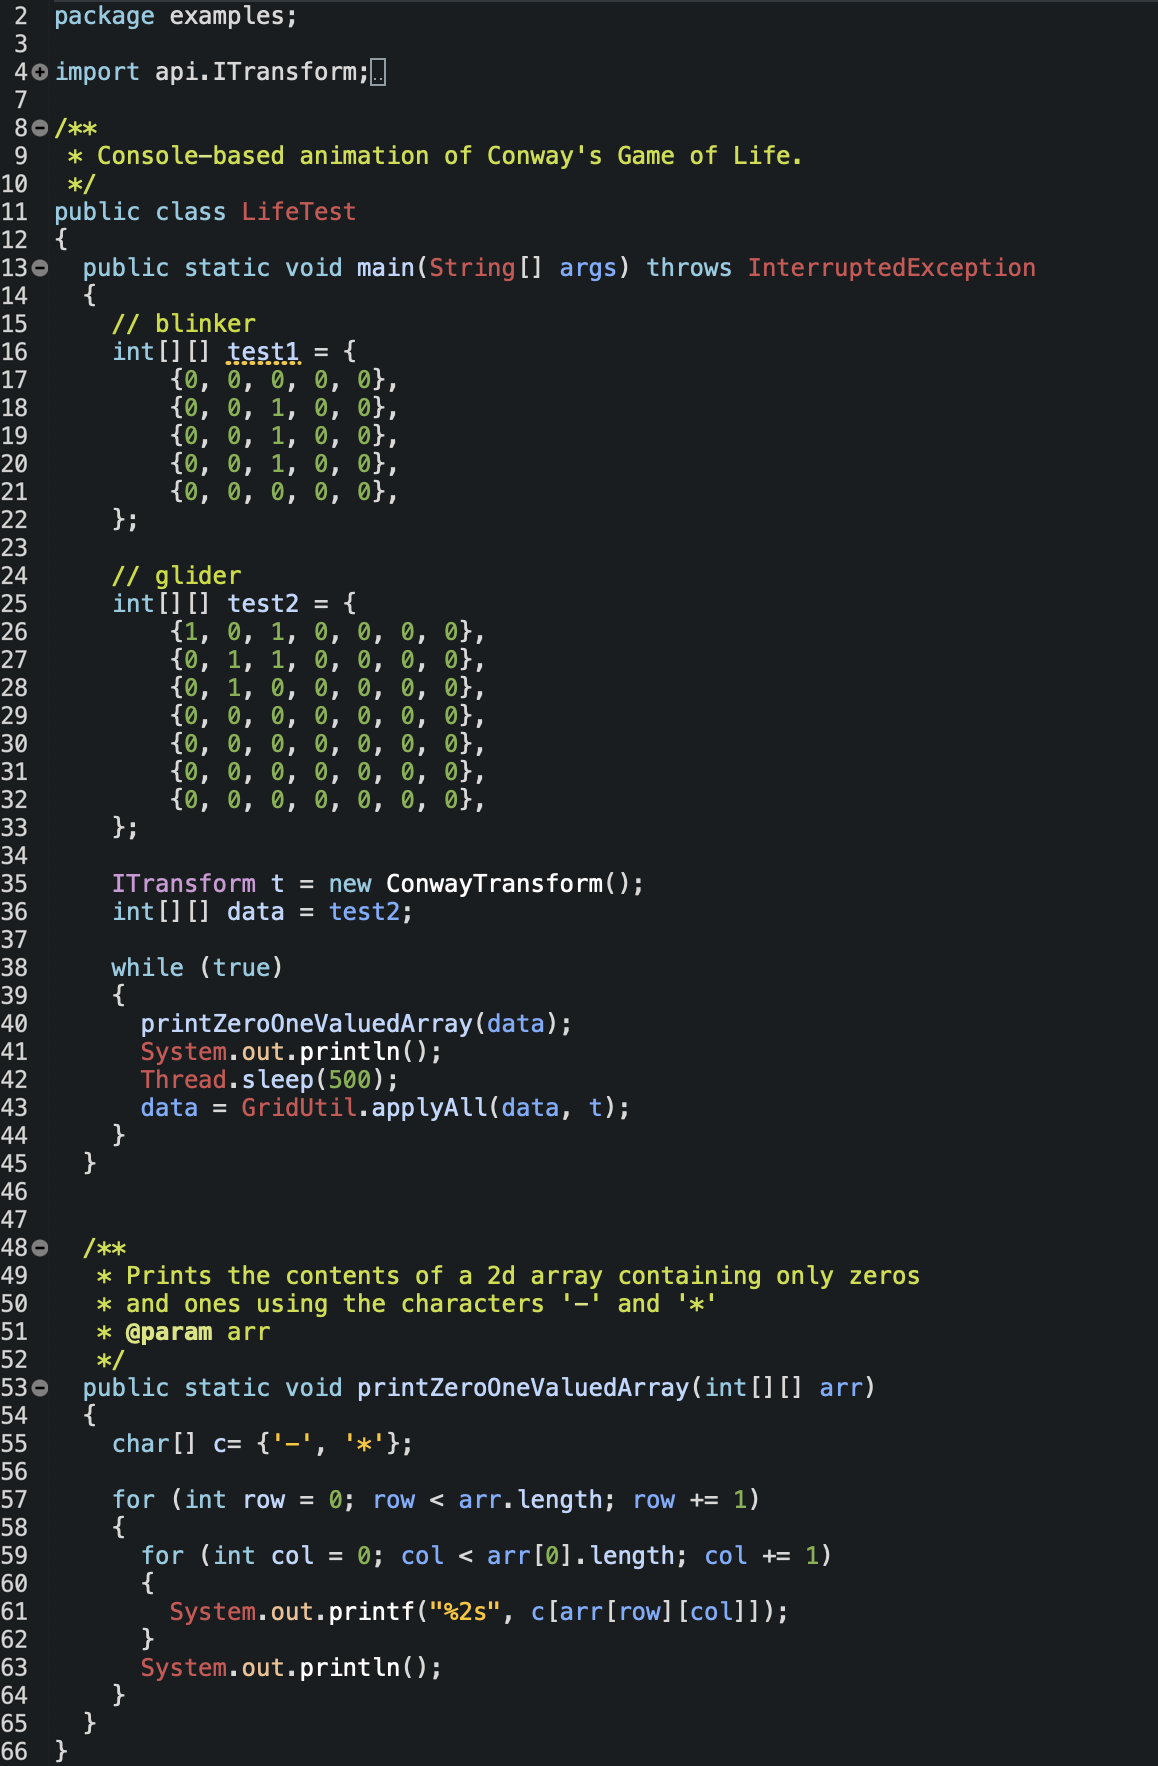 2 package examples;
3
4 import api.ITransform;
7
8 /**
9  * Console-based animation of Conway's Game of Life.
10  */
11 public class LifeTest
12 {
13   public static void main(String[] args) throws InterruptedException
14   {
15     // blinker
16     int[][] test1 = {
17         {0, 0, 0, 0, 0},
18         {0, 0, 1, 0, 0},
19         {0, 0, 1, 0, 0},
20         {0, 0, 1, 0, 0},
21         {0, 0, 0, 0, 0},
22     };
23
24     // glider
25     int[][] test2 = {
26         {1, 0, 1, 0, 0, 0, 0},
27         {0, 1, 1, 0, 0, 0, 0},
28         {0, 1, 0, 0, 0, 0, 0},
29         {0, 0, 0, 0, 0, 0, 0},
30         {0, 0, 0, 0, 0, 0, 0},
31         {0, 0, 0, 0, 0, 0, 0},
32         {0, 0, 0, 0, 0, 0, 0},
33     };
34
35     ITransform t = new ConwayTransform();
36     int[][] data = test2;
37
38     while (true)
39     {
40       printZeroOneValuedArray(data);
41       System.out.println();
42       Thread.sleep(500);
43       data = GridUtil.applyAll(data, t);
44     }
45   }
46
47
48   /**
49    * Prints the contents of a 2d array containing only zeros
50    * and ones using the characters '-' and '*'
51    * @param arr
52    */
53   public static void printZeroOneValuedArray(int[][] arr)
54   {
55     char[] c= {'-', '*'};
56
57     for (int row = 0; row < arr.length; row += 1)
58     {
59       for (int col = 0; col < arr[0].length; col += 1)
60       {
61         System.out.printf("%2s", c[arr[row][col]]);
62       }
63       System.out.println();
64     }
65   }
66 }